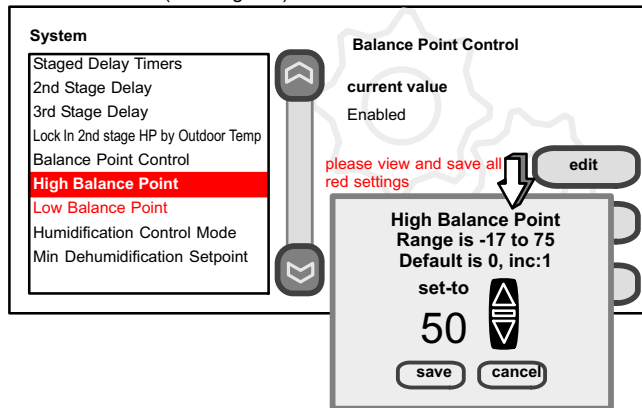 System
Staged Delay Timers
2nd Stage Delay
3rd Stage Delay
Lock In 2nd stage HP by Outdoor Temp
Balance Point Control
High Balance Point
Low Balance Point
Humidification Control Mode
Min Dehumidification Setpoint
Balance Point Control
current value
Enabled
please view and save all
red settings
edit
High Balance Point
Range is -17 to 75
Default is 0, inc:1
set-to
50
save cancel